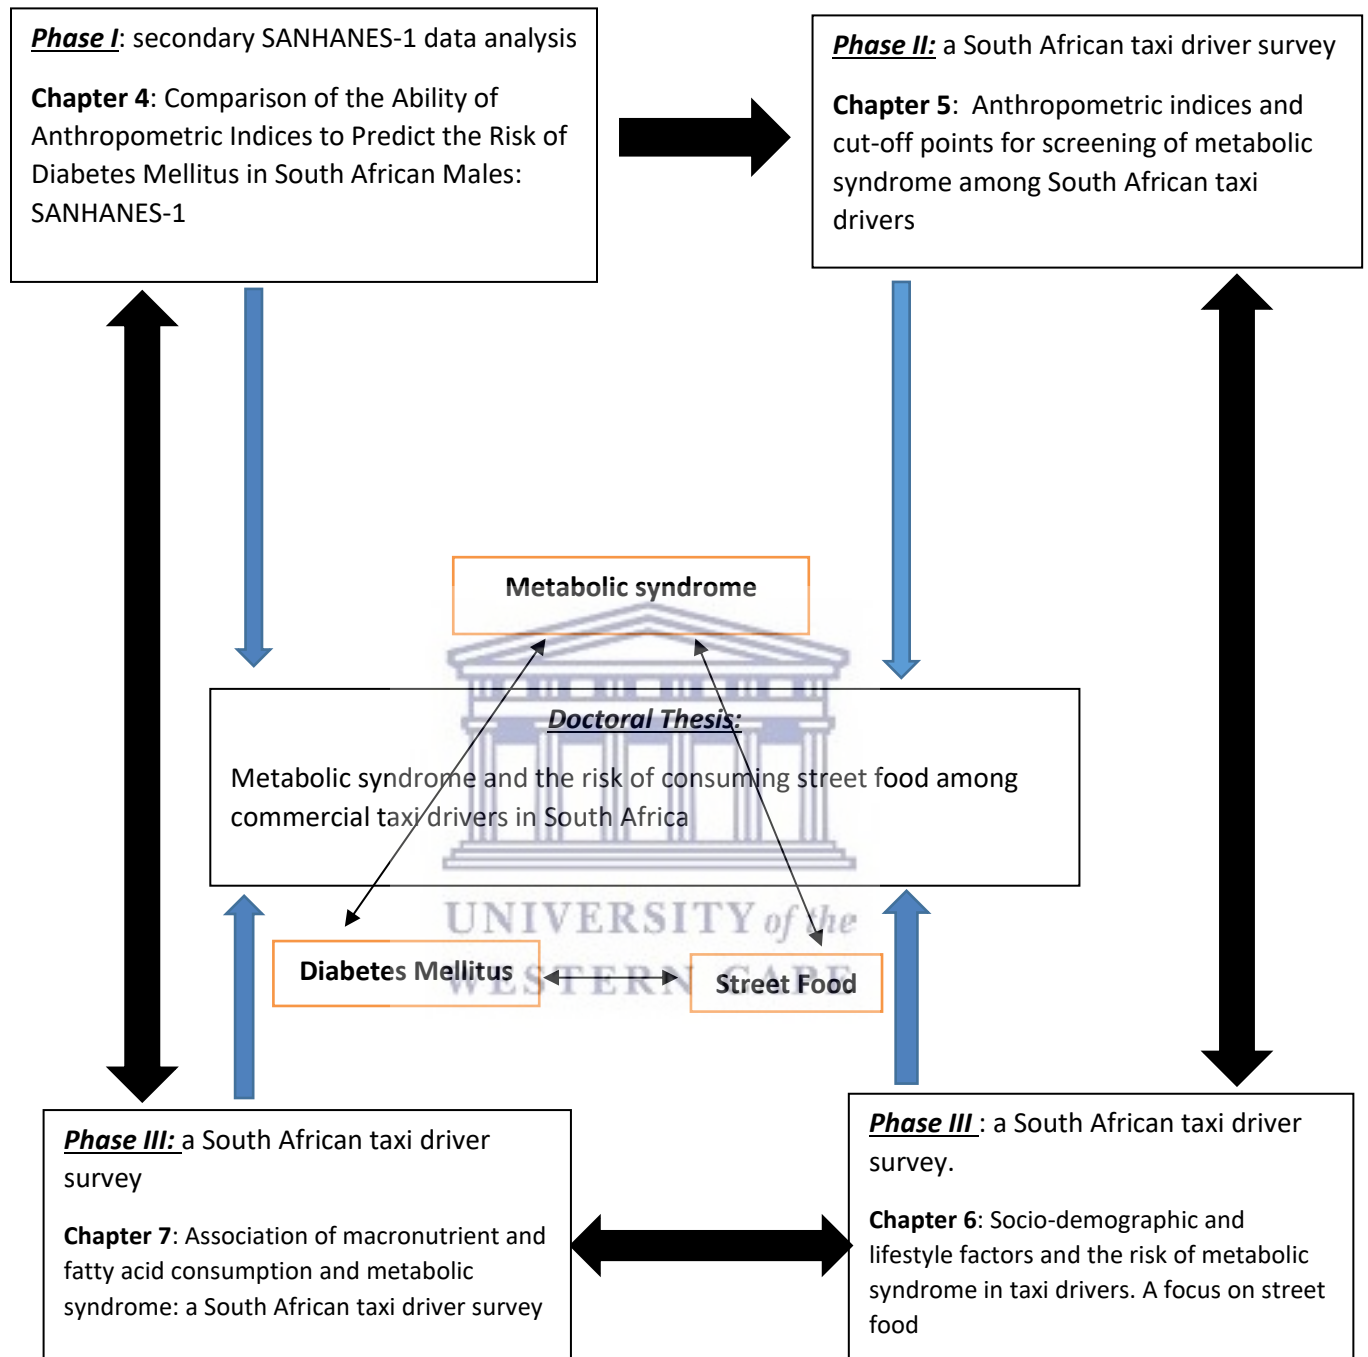 Phase I: secondary SANHANES-1 data analysis
Chapter 4: Comparison of the Ability of
Anthropometric Indices to Predict the Risk of
Diabetes Mellitus in South African Males:
SANHANES-1
Phase II: a South African taxi driver survey
Chapter 5: Anthropometric indices and
cut-off points for screening of metabolic
syndrome among South African taxi
drivers
Metabolic syndrome
Doctoral Thesis:
Metabolic syndrome and the risk of consuming street food among
commercial taxi drivers in South Africa
UNIVERSITY of the
WESTERN CAPE
Diabetes Mellitus
Street Food
Phase III: a South African taxi driver
survey
Chapter 7: Association of macronutrient and
fatty acid consumption and metabolic
syndrome: a South African taxi driver survey
Phase III : a South African taxi driver
survey.
Chapter 6: Socio-demographic and
lifestyle factors and the risk of metabolic
syndrome in taxi drivers. A focus on street
food